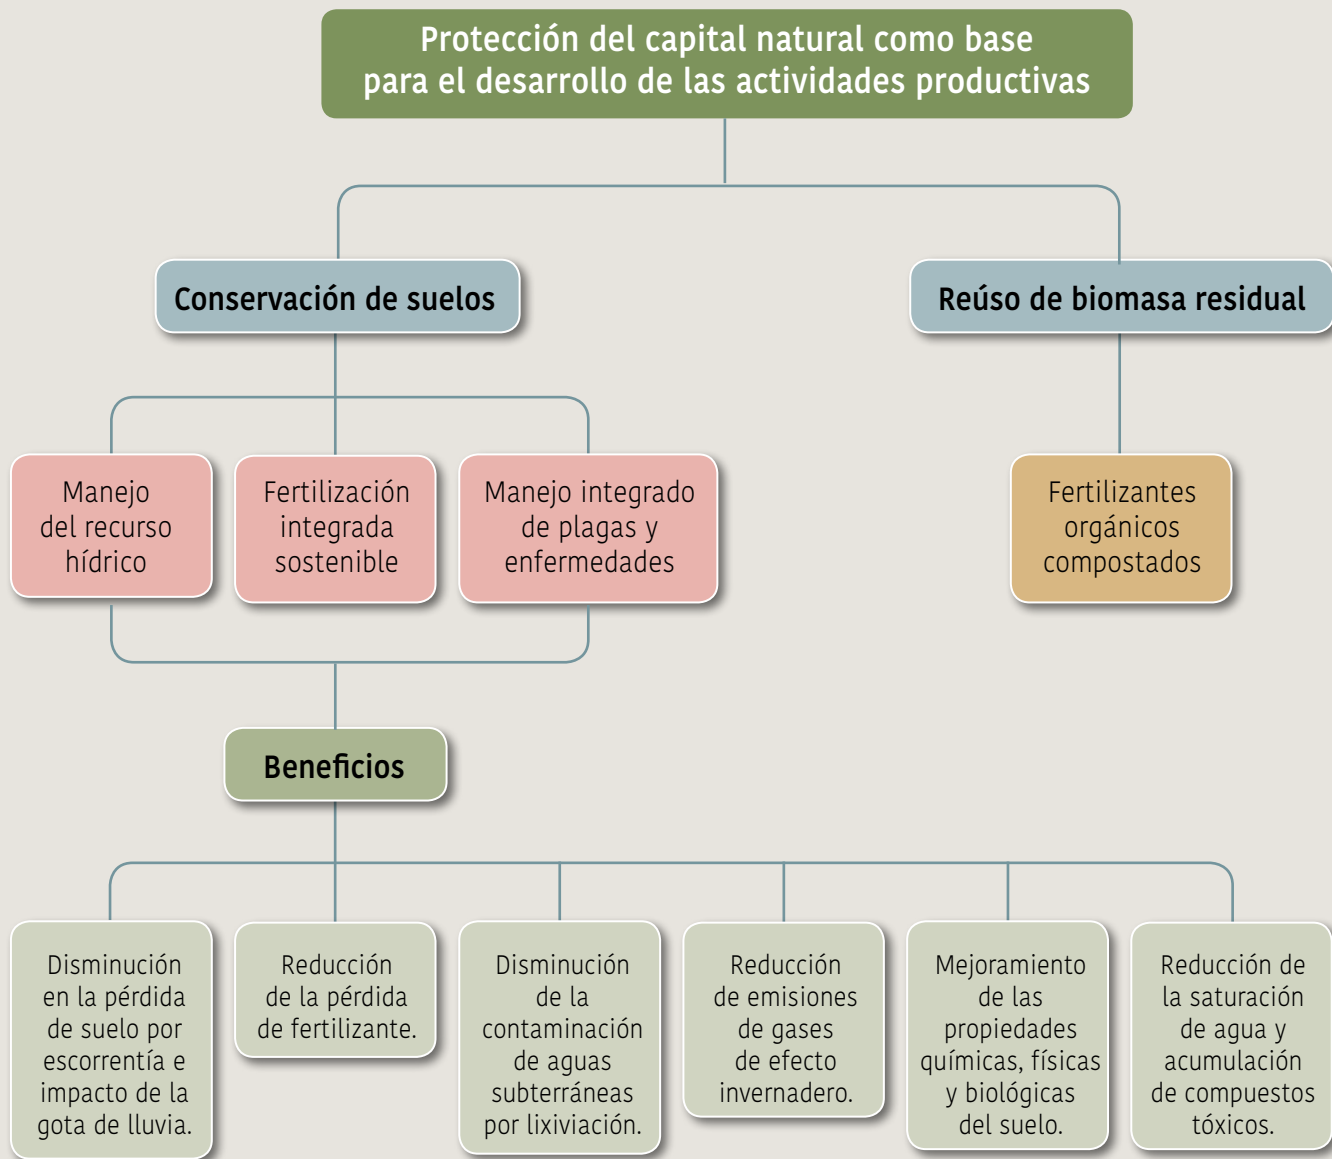 Protección del capital natural como base
para el desarrollo de las actividades productivas
Conservación de suelos
Reúso de biomasa residual
Manejo
del recurso
hídrico
Fertilización
integrada
sostenible
Manejo integrado
de plagas y
enfermedades
Fertilizantes
orgánicos
compostados
Beneficios
Disminución
en la pérdida
de suelo por
escorrentía e
impacto de la
gota de lluvia.
Reducción
de la pérdida
de fertilizante.
Disminución
de la
contaminación
de aguas
subterráneas
por lixiviación.
Reducción
de emisiones
de gases
de efecto
invernadero.
Mejoramiento
de las
propiedades
químicas, físicas
y biológicas
del suelo.
Reducción de
la saturación
de agua y
acumulación
de compuestos
tóxicos.